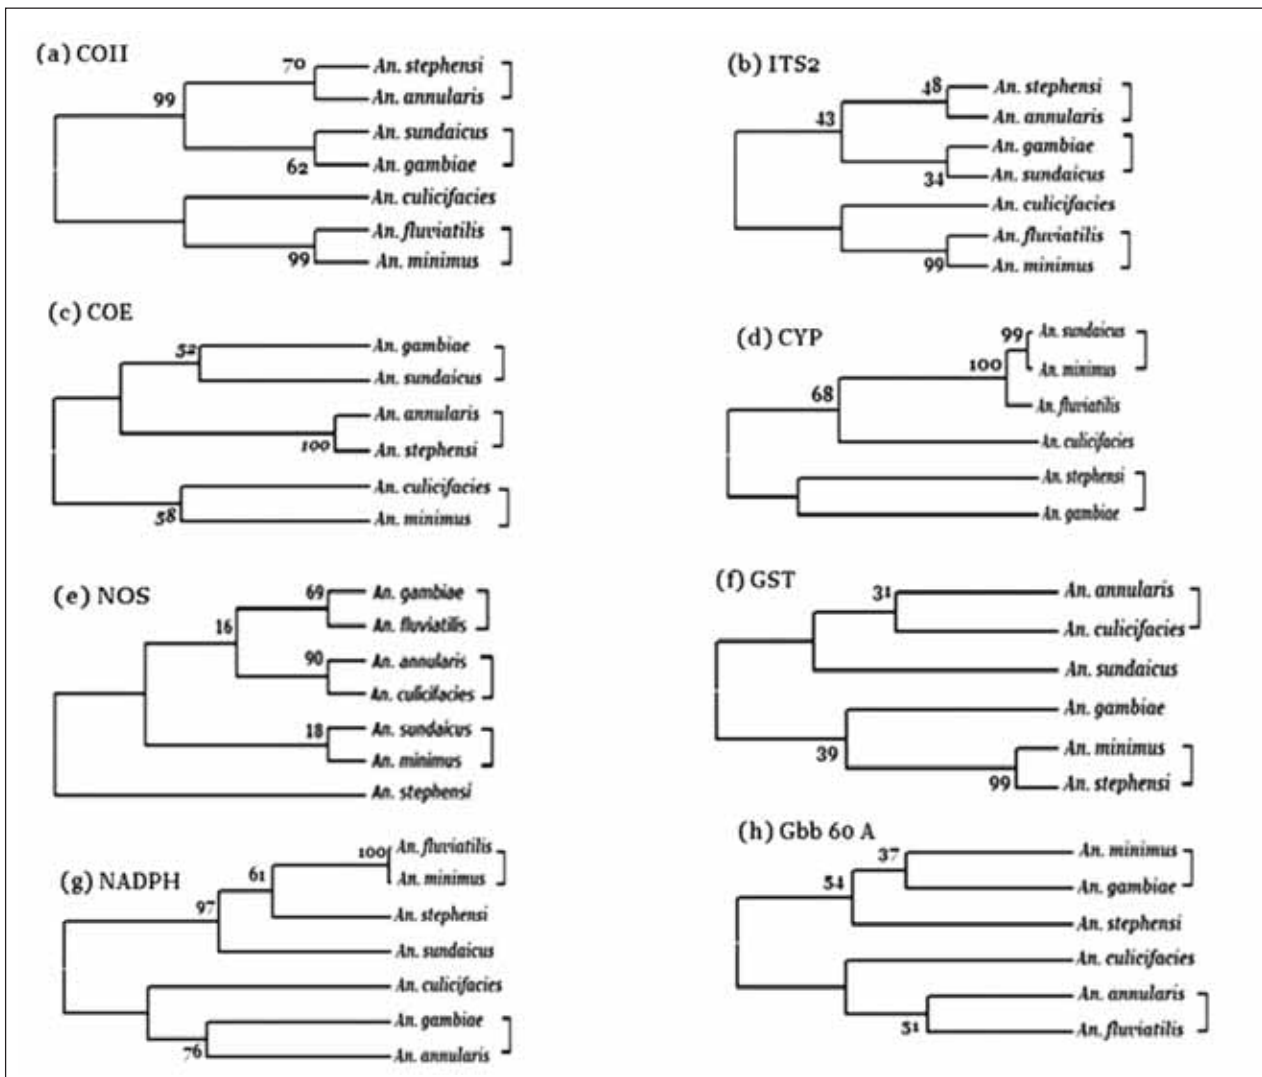 (a) COII
70
An. stephensi
An. annularis
99
An. sundaicus
62
An. gambiae
An. culicifacies
An. fluviatilis
99
An. minimus
(b) ITS2
48
An. stephensi
An. annularis
43
An. gambiae
34
An. sundaicus
An. culicifacies
An. fluviatilis
99
An. minimus
(c) COE
52
An. gambiae
An. sundaicus
An. annularis
100
An. stephensi
An. culicifacies
58
An. minimus
(d) CYP
99
An. sundaicus
100
An. minimus
68
An. fluviatilis
An. culicifacies
An. stephensi
An. gambiae
(e) NOS
69
An. gambiae
An. fluviatilis
16
90
An. annularis
An. culicifacies
18
An. sundaicus
An. minimus
An. stephensi
(f) GST
31
An. annularis
An. culicifacies
An. sundaicus
An. gambiae
39
An. minimus
99
An. stephensi
(g) NADPH
100
An. fluviatilis
An. minimus
61
An. stephensi
97
An. sundaicus
An. culicifacies
An. gambiae
76
An. annularis
(h) Gbb 60 A
37
An. minimus
54
An. gambiae
An. stephensi
An. culicifacies
An. annularis
51
An. fluviatilis